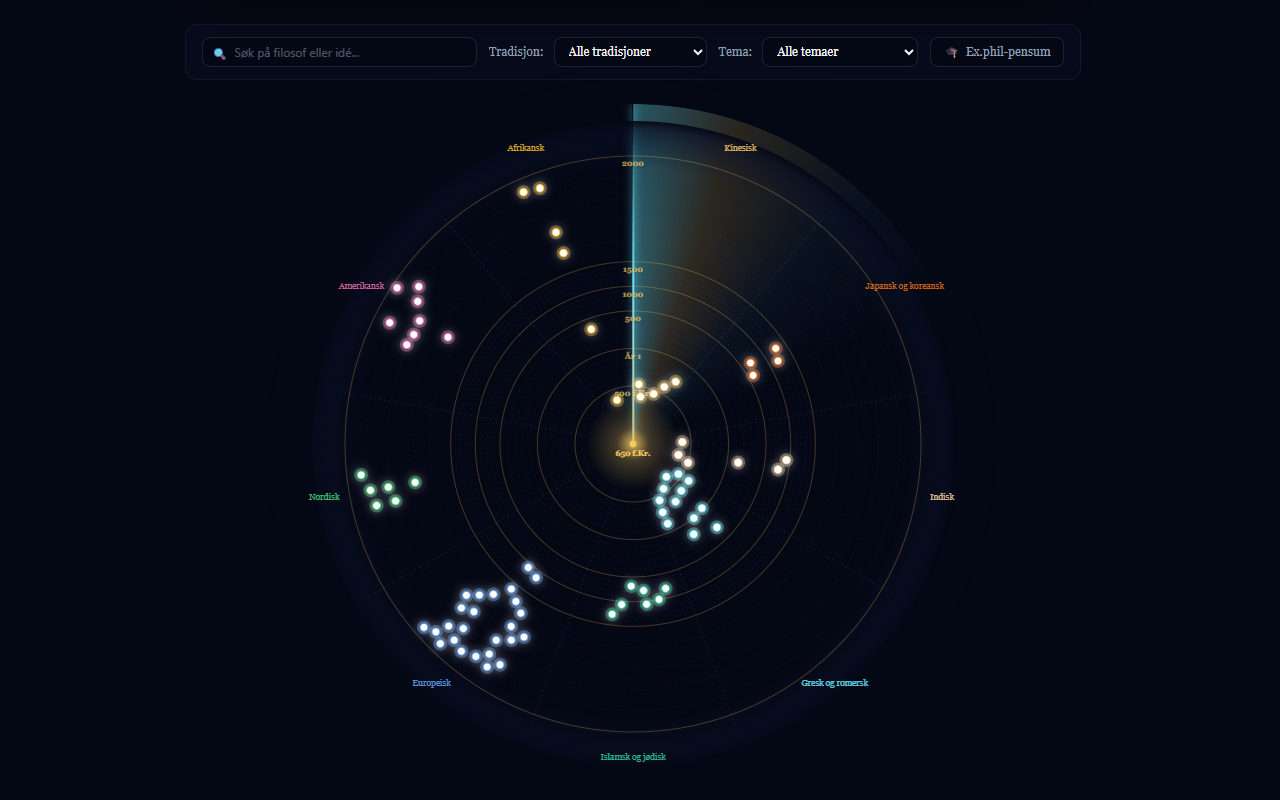 Søk på filosof eller idé...
Tradisjon:
Alle tradisjoner
Tema:
Alle temaer
Ex.phil-pensum
Afrikansk
Kinesisk
2000
1500
Amerikansk
Japansk og koreansk
1000
500
År 1
650 f.Kr.
Nordisk
Indisk
Europeisk
Gresk og romersk
Islamsk og jødisk